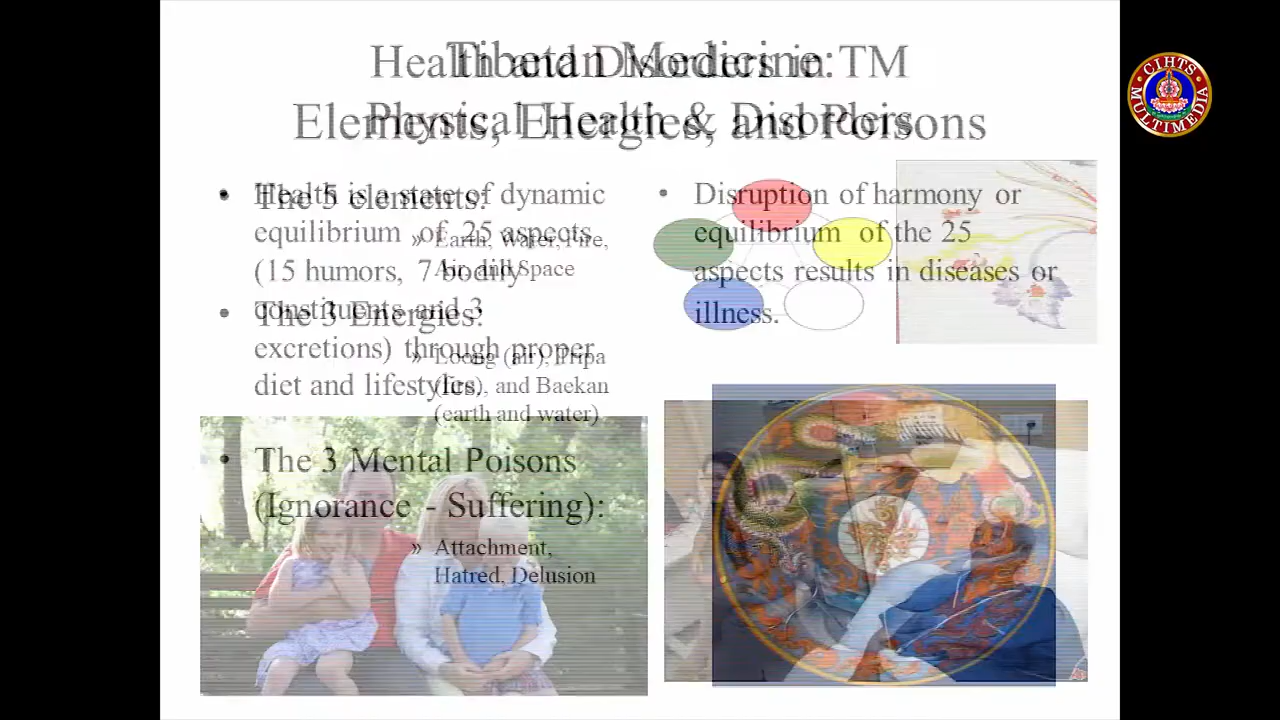 Tibetan Medicine:
Elements, Energies, and Poisons
• The 5 elements:
» Earth, Water, Fire,
Air, and Space
• The 3 Energies:
» Loong (air), Tripa
(fire), and Baekan
(earth and water)
• The 3 Mental Poisons
(Ignorance - Suffering):
» Attachment,
Hatred, Delusion
Health and Disorders in TM
Physical Health & Disorders
• Health is a state of dynamic
equilibrium of 25 aspects
(15 humors, 7 bodily
constituents and 3
excretions) through proper
diet and lifestyles.
• Disruption of harmony or
equilibrium of the 25
aspects results in diseases or
illness.
CIHTS
MULTIMEDIA